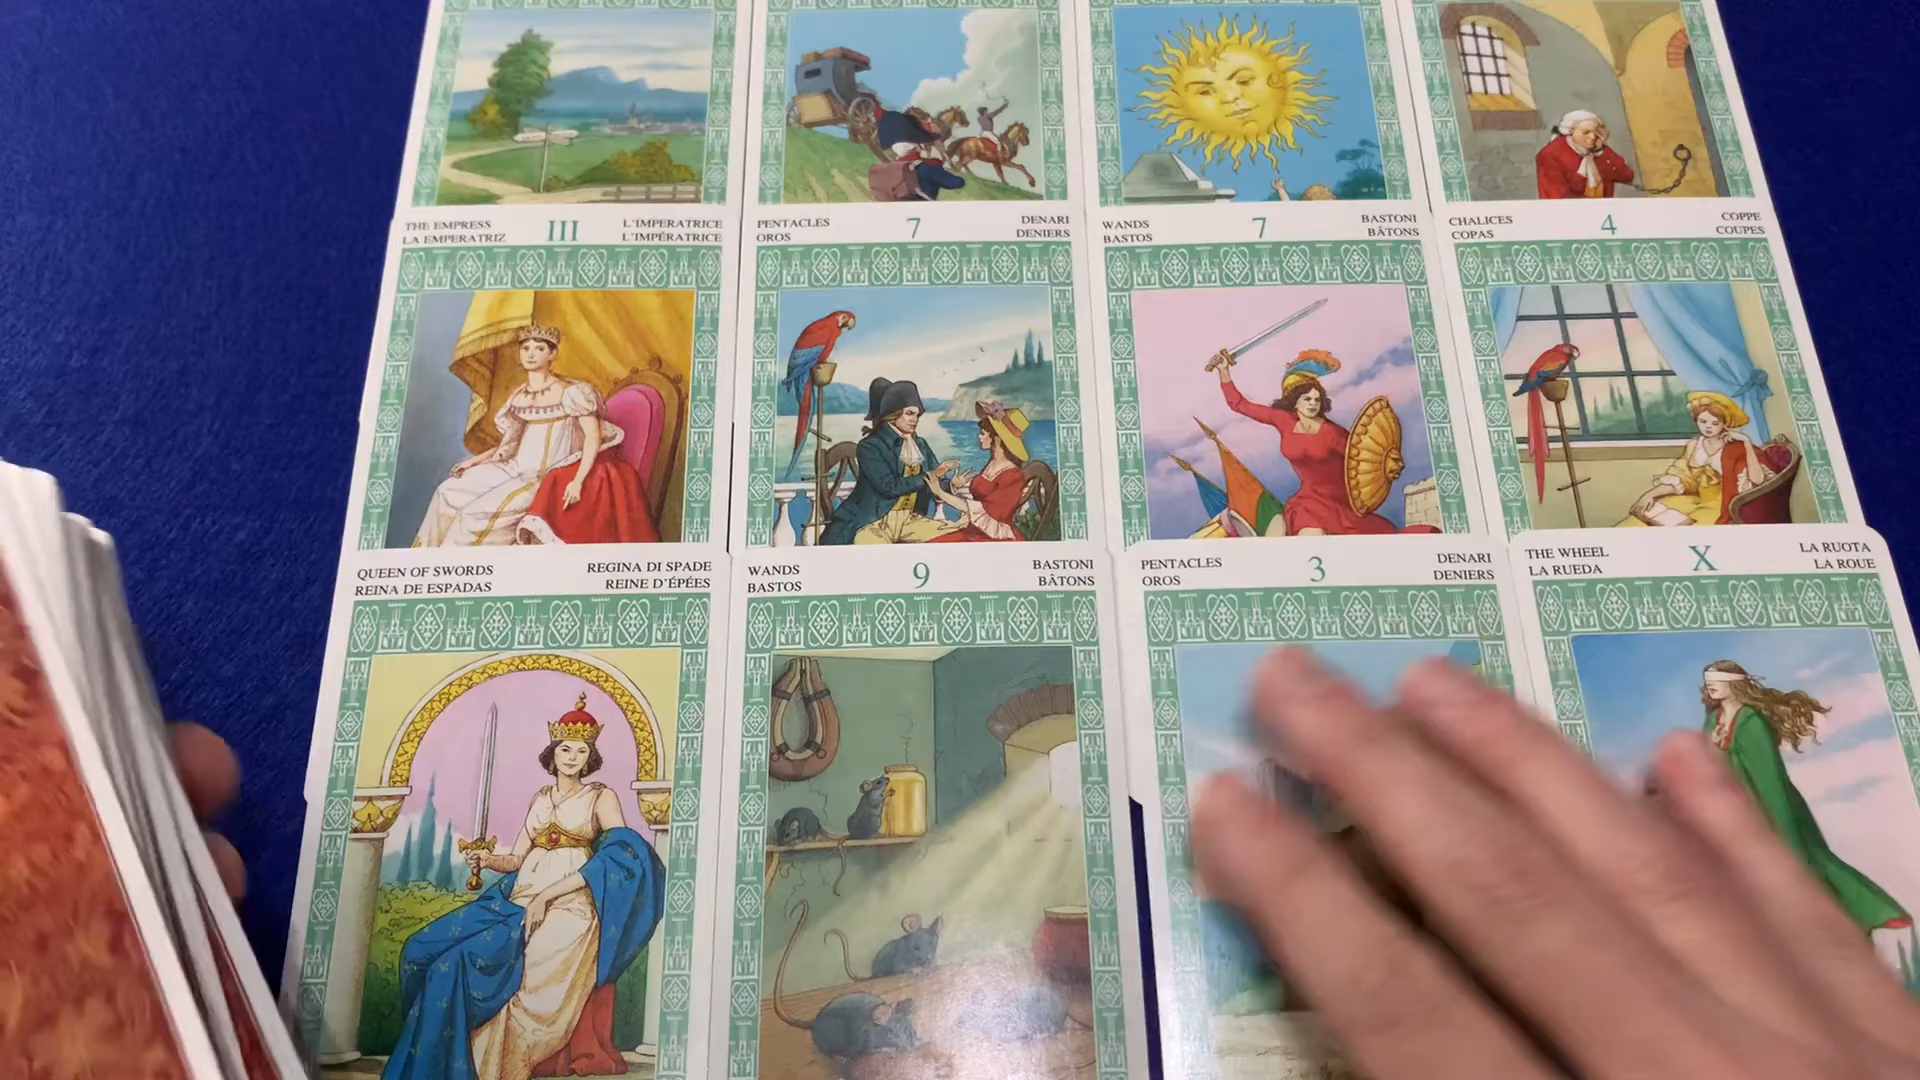 THE EMPRESS III L'IMPERATRICE
LA EMPERATRIZ L'IMPÉRATRICE
PENTACLES 7 DENARI
OROS DENIERS
WANDS 7 BASTONI
BASTOS BÂTONS
CHALICES 4 COPPE
COPAS COUPES
QUEEN OF SWORDS REGINA DI SPADE
REINA DE ESPADAS REINE D'ÉPÉES
WANDS 9 BASTONI
BASTOS BÂTONS
PENTACLES 3 DENARI
OROS DENIERS
THE WHEEL X LA RUOTA
LA RUEDA LA ROUE